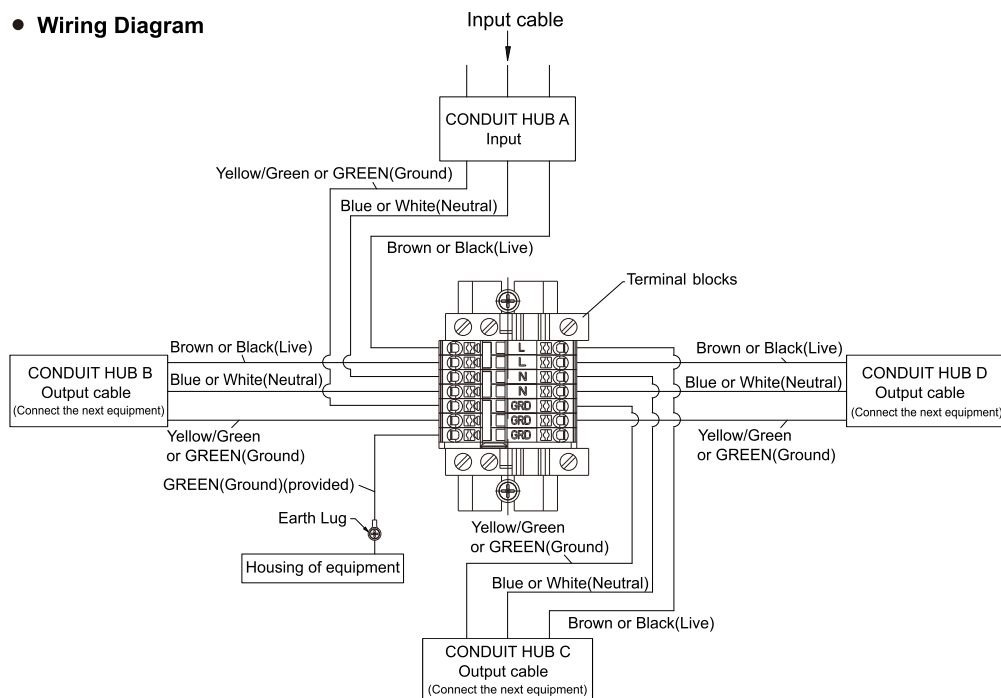 ● Wiring Diagram
Input cable
CONDUIT HUB A
Input
Yellow/Green or GREEN(Ground)
Blue or White(Neutral)
Brown or Black(Live)
Terminal blocks
L
L
N
N
GRD
GRD
GRD
Brown or Black(Live)
CONDUIT HUB B
Output cable
(Connect the next equipment)
Blue or White(Neutral)
Yellow/Green
or GREEN(Ground)
Brown or Black(Live)
Blue or White(Neutral)
CONDUIT HUB D
Output cable
(Connect the next equipment)
Yellow/Green
or GREEN(Ground)
GREEN(Ground)(provided)
Earth Lug
Housing of equipment
Yellow/Green
or GREEN(Ground)
Blue or White(Neutral)
Brown or Black(Live)
CONDUIT HUB C
Output cable
(Connect the next equipment)